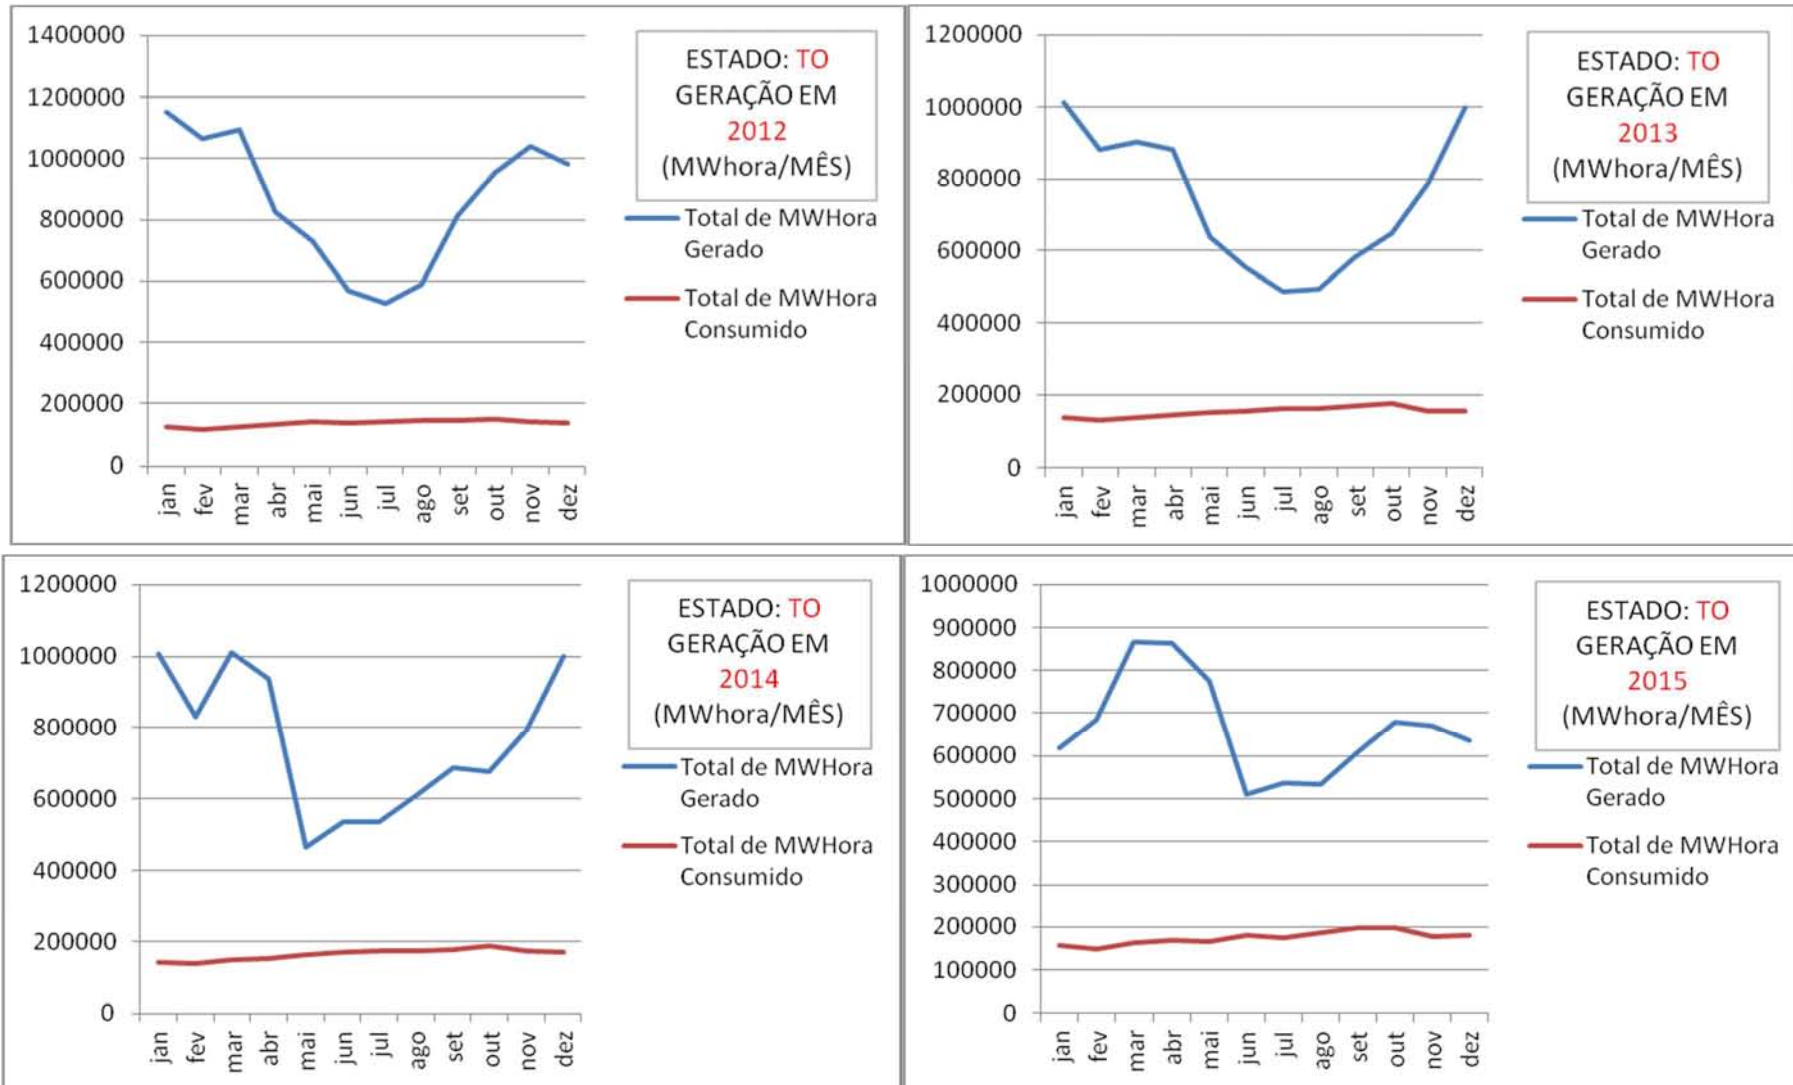 1400000
1200000
1000000
800000
600000
400000
200000
0
jan
fev
mar
abr
mai
jun
jul
ago
set
out
nov
dez
ESTADO: TO
GERAÇÃO EM
2012
(MWhora/MÊS)
Total de MWHora
Gerado
Total de MWHora
Consumido
1200000
1000000
800000
600000
400000
200000
0
jan
fev
mar
abr
mai
jun
jul
ago
set
out
nov
dez
ESTADO: TO
GERAÇÃO EM
2013
(MWhora/MÊS)
Total de MWHora
Gerado
Total de MWHora
Consumido
1200000
1000000
800000
600000
400000
200000
0
jan
fev
mar
abr
mai
jun
jul
ago
set
out
nov
dez
ESTADO: TO
GERAÇÃO EM
2014
(MWhora/MÊS)
Total de MWHora
Gerado
Total de MWHora
Consumido
1000000
900000
800000
700000
600000
500000
400000
300000
200000
100000
0
jan
fev
mar
abr
mai
jun
jul
ago
set
out
nov
dez
ESTADO: TO
GERAÇÃO EM
2015
(MWhora/MÊS)
Total de MWHora
Gerado
Total de MWHora
Consumido